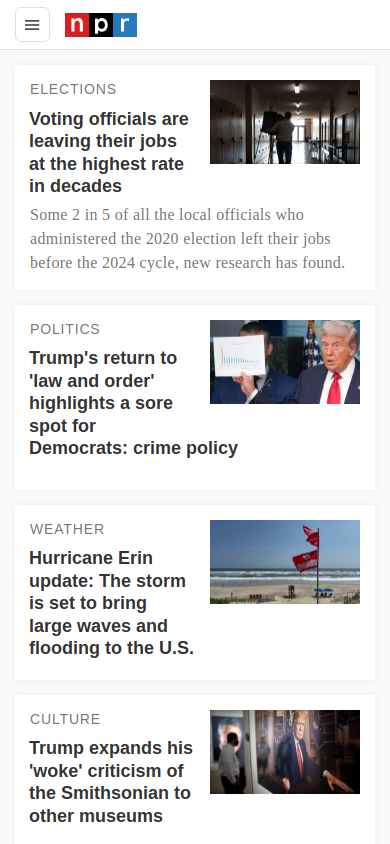 npr
ELECTIONS
Voting officials are
leaving their jobs
at the highest rate
in decades
Some 2 in 5 of all the local officials who
administered the 2020 election left their jobs
before the 2024 cycle, new research has found.
POLITICS
Trump's return to
'law and order'
highlights a sore
spot for
Democrats: crime policy
WEATHER
Hurricane Erin
update: The storm
is set to bring
large waves and
flooding to the U.S.
CULTURE
Trump expands his
'woke' criticism of
the Smithsonian to
other museums